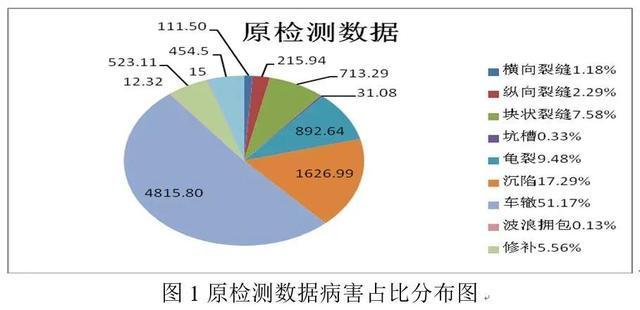 原检测数据
111.50
215.94
713.29
31.08
892.64
1626.99
4815.80
12.32
523.11
454.5
15
横向裂缝1.18%
纵向裂缝2.29%
块状裂缝7.58%
坑槽0.33%
龟裂9.48%
沉陷17.29%
车辙51.17%
波浪拥包0.13%
修补5.56%
图 1 原检测数据病害占比分布图